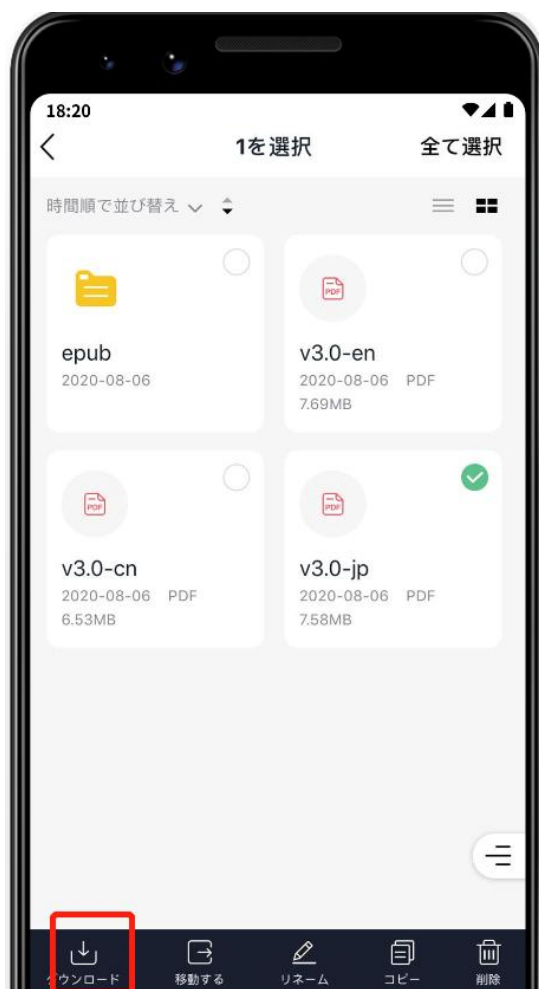 18:20
1を選択
全て選択
時間順で並び替え
epub
2020-08-06
v3.0-en
2020-08-06 PDF
7.69MB
v3.0-cn
2020-08-06 PDF
6.53MB
v3.0-jp
2020-08-06 PDF
7.58MB
ダウンロード
移動する
リネーム
コピー
削除